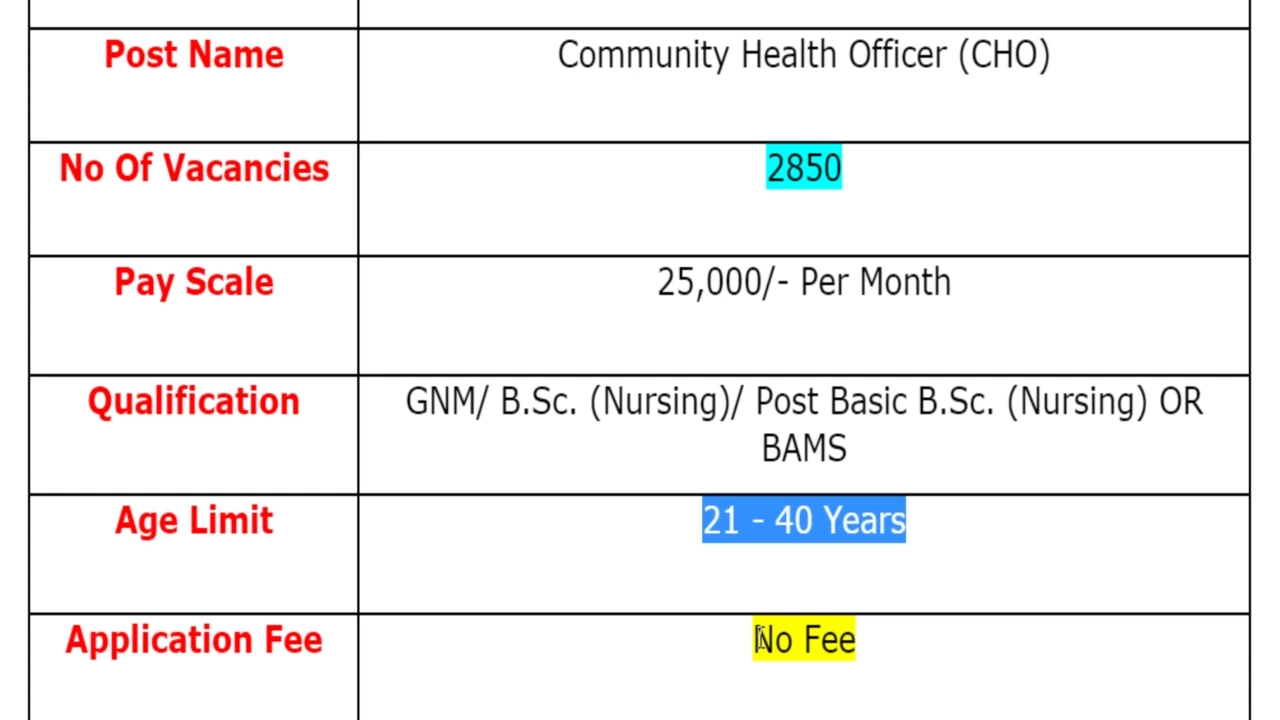 Post Name
Community Health Officer (CHO)
No Of Vacancies
2850
Pay Scale
25,000/- Per Month
Qualification
GNM/ B.Sc. (Nursing)/ Post Basic B.Sc. (Nursing) OR
BAMS
Age Limit
21 - 40 Years
Application Fee
No Fee